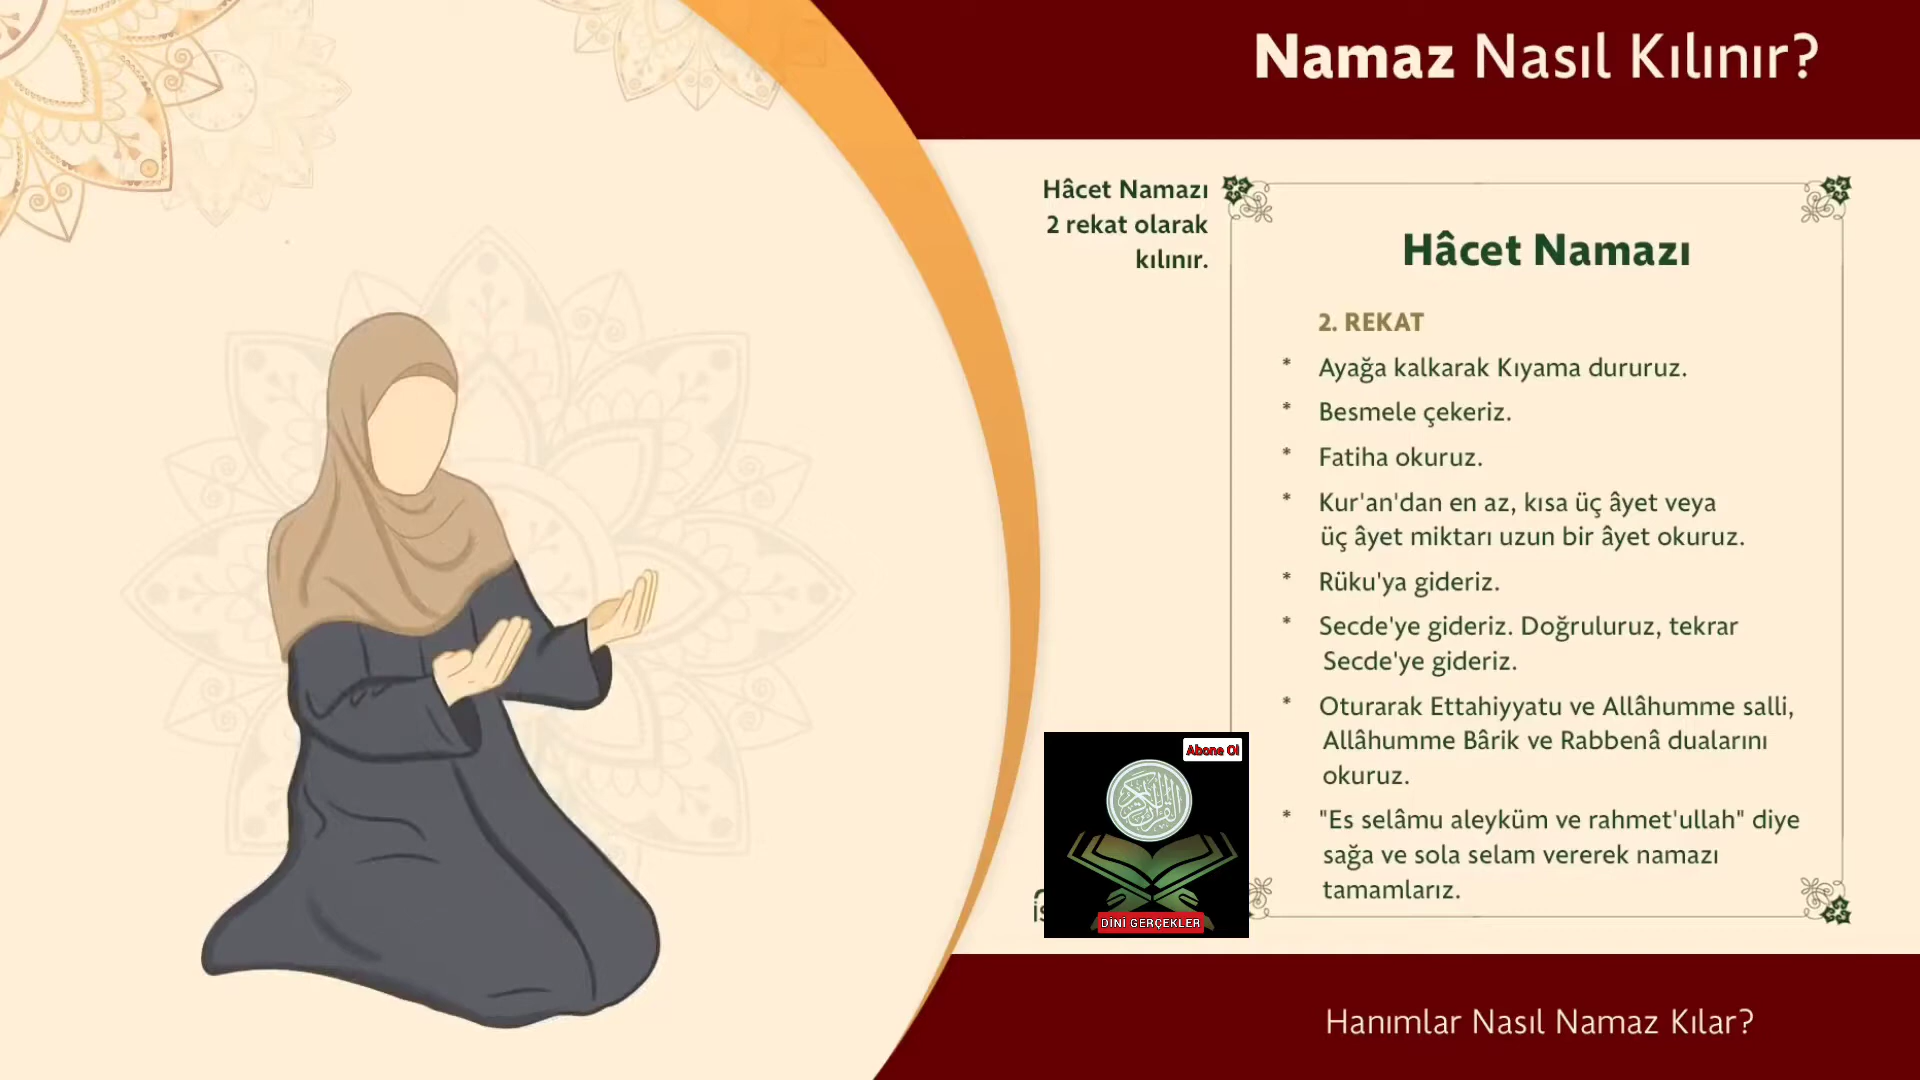 Namaz Nasıl Kılınır?
Hâcet Namazı
2 rekat olarak
kılınır.
Hâcet Namazı
2. REKAT
* Ayağa kalkarak Kıyama dururuz.
* Besmele çekeriz.
* Fatiha okuruz.
* Kur'an'dan en az, kısa üç âyet veya
üç âyet miktarı uzun bir âyet okuruz.
* Rüku'ya gideriz.
* Secde'ye gideriz. Doğruluruz, tekrar
Secde'ye gideriz.
* Oturarak Ettahiyyatu ve Allâhumme salli,
Allâhumme Bârik ve Rabbenâ dualarını
okuruz.
* "Es selâmu aleyküm ve rahmet'ullah" diye
sağa ve sola selam vererek namazı
tamamlarız.
Abone Ol
DİNİ GERÇEKLER
Hanımlar Nasıl Namaz Kılar?